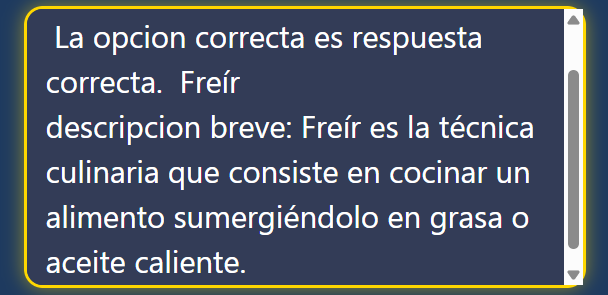 La opcion correcta es respuesta
correcta. Freír
descripcion breve: Freír es la técnica
culinaria que consiste en cocinar un
alimento sumergiéndolo en grasa o
aceite caliente.